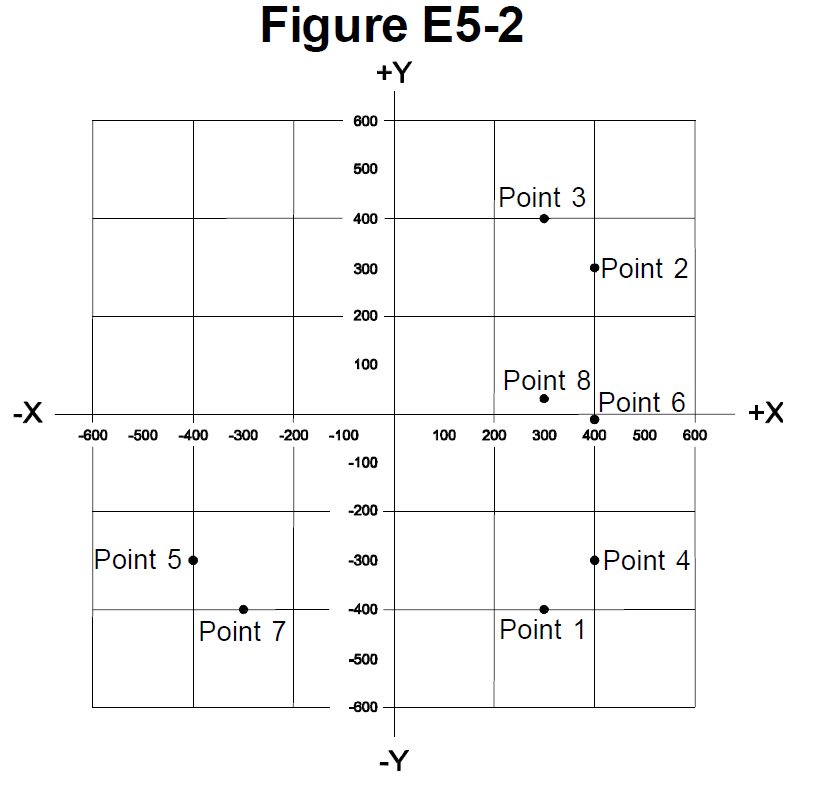 Figure E5-2
+Y
600
500
Point 3
400
300
Point 2
200
100
Point 8
Point 6
-X
+X
-600 -500 -400 -300 -200 -100 100 200 300 400 500 600
-100
-200
Point 5
-300
Point 4
-400
Point 7
Point 1
-500
-600
-Y